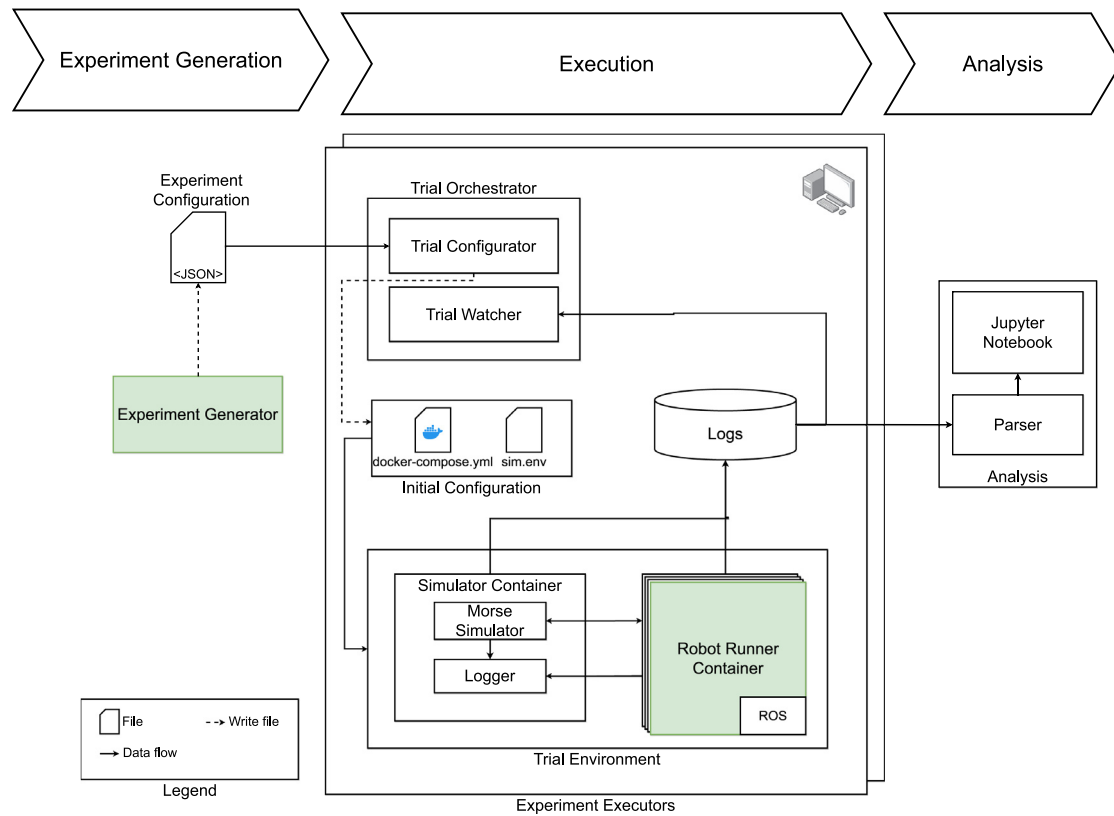 Experiment Generation
Execution
Analysis
Experiment
Configuration
<JSON>
Experiment Generator
Trial Orchestrator
Trial Configurator
Trial Watcher
docker-compose.yml
sim.env
Initial Configuration
Logs
Jupyter
Notebook
Parser
Analysis
Simulator Container
Morse
Simulator
Logger
Robot Runner
Container
ROS
Trial Environment
Experiment Executors
File
Write file
Data flow
Legend